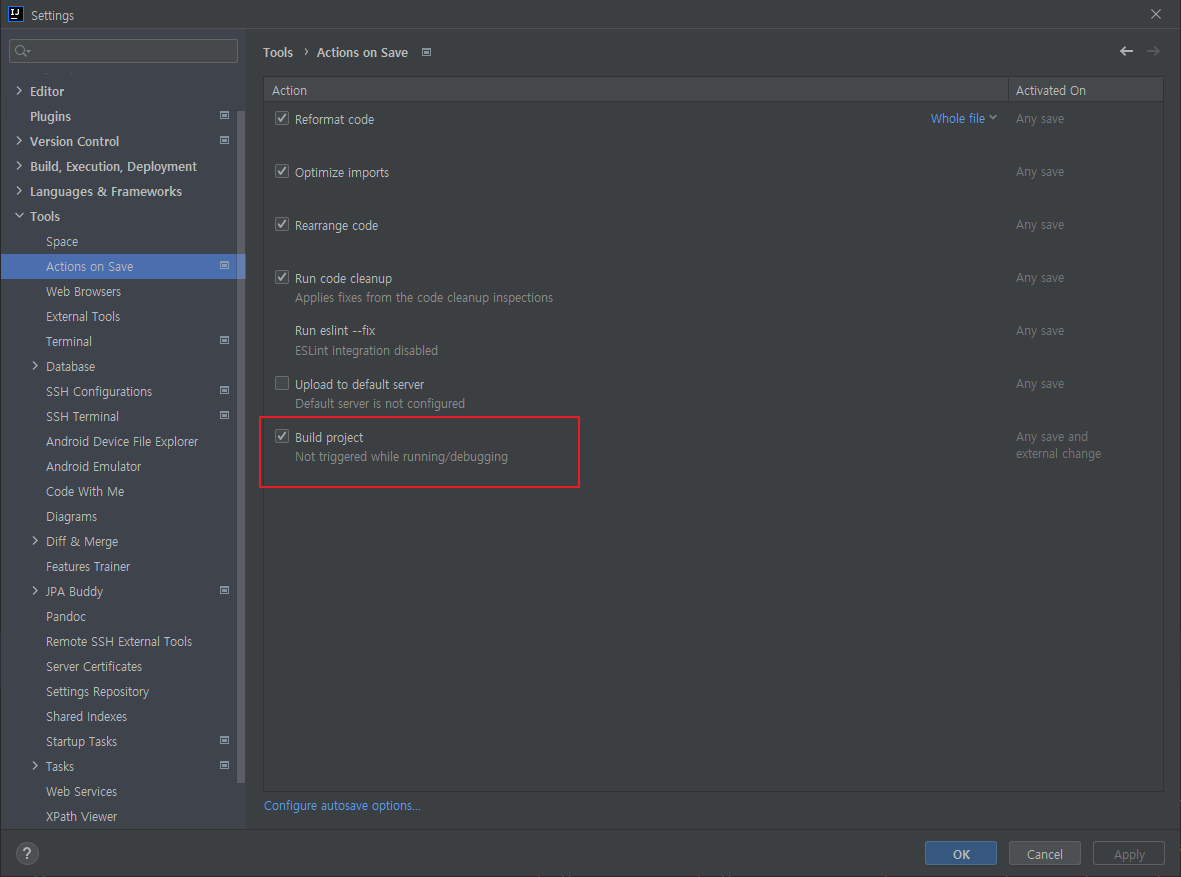 IJ
Settings
Editor
Plugins
Version Control
Build, Execution, Deployment
Languages & Frameworks
Tools
Space
Actions on Save
Web Browsers
External Tools
Terminal
Database
SSH Configurations
SSH Terminal
Android Device File Explorer
Android Emulator
Code With Me
Diagrams
Diff & Merge
Features Trainer
JPA Buddy
Pandoc
Remote SSH External Tools
Server Certificates
Settings Repository
Shared Indexes
Startup Tasks
Tasks
Web Services
XPath Viewer
Tools › Actions on Save
Action Activated On
Reformat code Whole file Any save
Optimize imports Any save
Rearrange code Any save
Run code cleanup Any save
Applies fixes from the code cleanup inspections
Run eslint --fix Any save
ESLint integration disabled
Upload to default server Any save
Default server is not configured
Build project Any save and
Not triggered while running/debugging external change
Configure autosave options...
? OK Cancel Apply